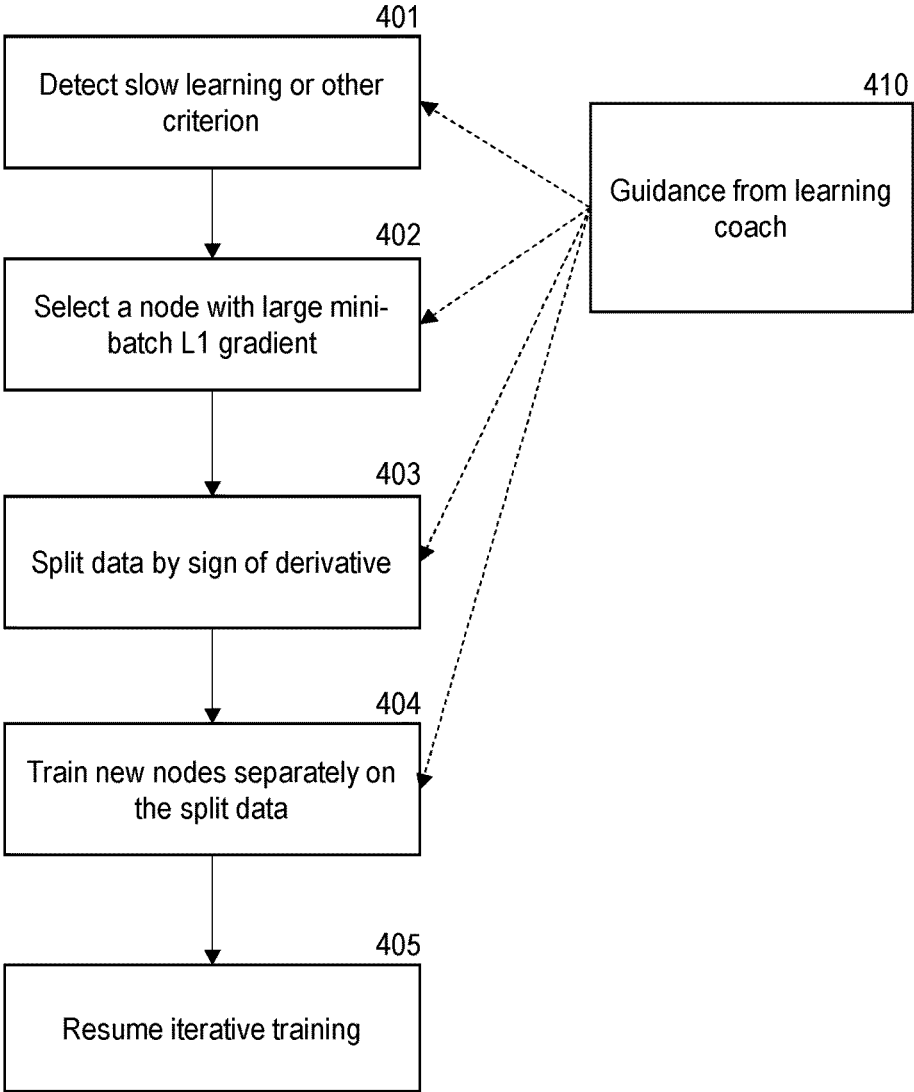 401
Detect slow learning or other
criterion
410
Guidance from learning
coach
402
Select a node with large mini-
batch L1 gradient
403
Split data by sign of derivative
404
Train new nodes separately on
the split data
405
Resume iterative training